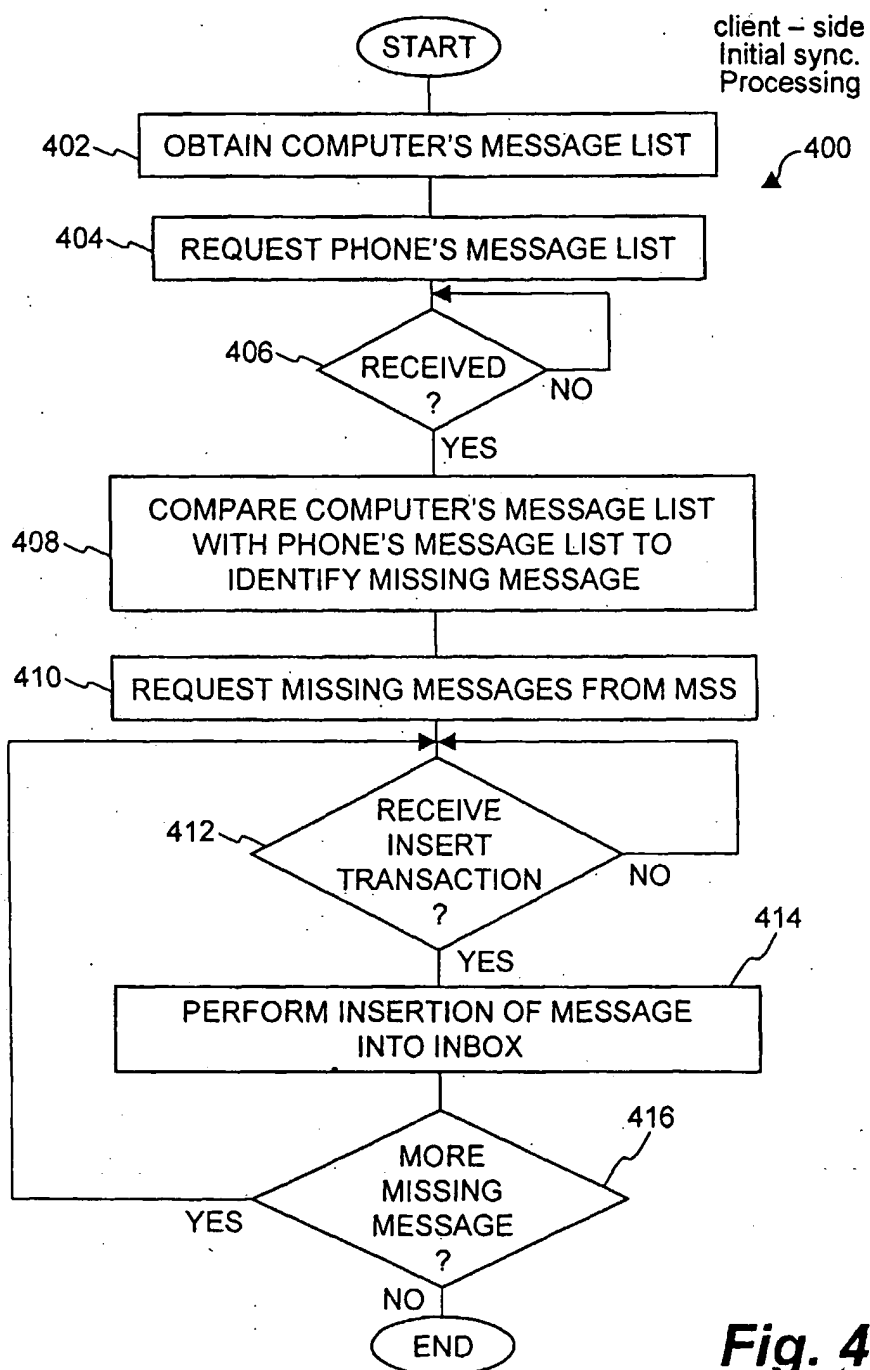 START
client – side
Initial sync.
Processing
400
402
OBTAIN COMPUTER'S MESSAGE LIST
404
REQUEST PHONE'S MESSAGE LIST
406
RECEIVED
?
NO
YES
408
COMPARE COMPUTER'S MESSAGE LIST
WITH PHONE'S MESSAGE LIST TO
IDENTIFY MISSING MESSAGE
410
REQUEST MISSING MESSAGES FROM MSS
412
RECEIVE
INSERT
TRANSACTION
?
NO
YES
414
PERFORM INSERTION OF MESSAGE
INTO INBOX
416
MORE
MISSING
MESSAGE
?
YES
NO
END
Fig. 4